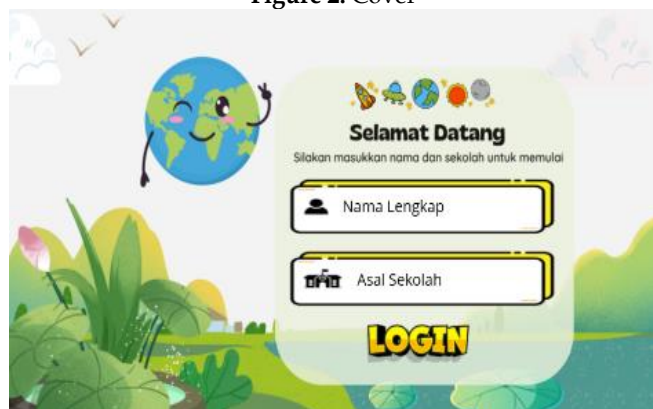 Figure 2. Cover
Selamat Datang
Silakan masukkan nama dan sekolah untuk memulai
Nama Lengkap
Asal Sekolah
LOGIN